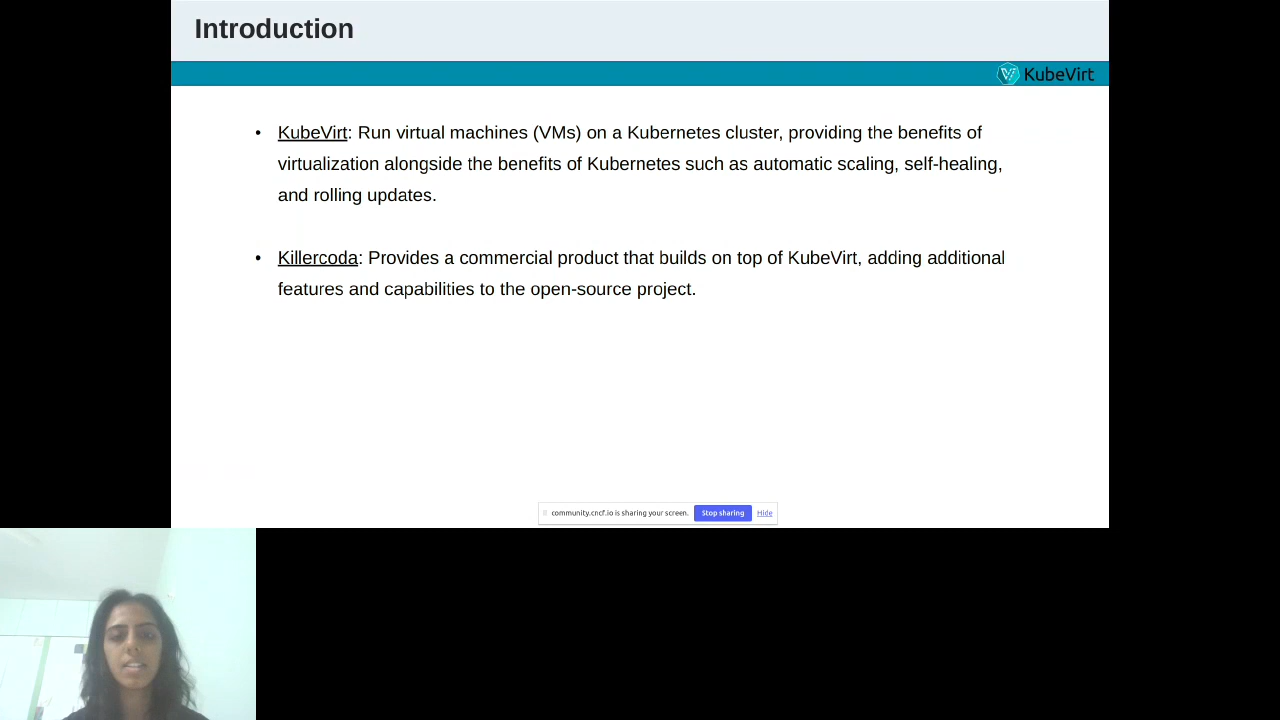 Introduction
KubeVirt
• KubeVirt: Run virtual machines (VMs) on a Kubernetes cluster, providing the benefits of
virtualization alongside the benefits of Kubernetes such as automatic scaling, self-healing,
and rolling updates.
• Killercoda: Provides a commercial product that builds on top of KubeVirt, adding additional
features and capabilities to the open-source project.
community.cncf.io is sharing your screen. Stop sharing Hide